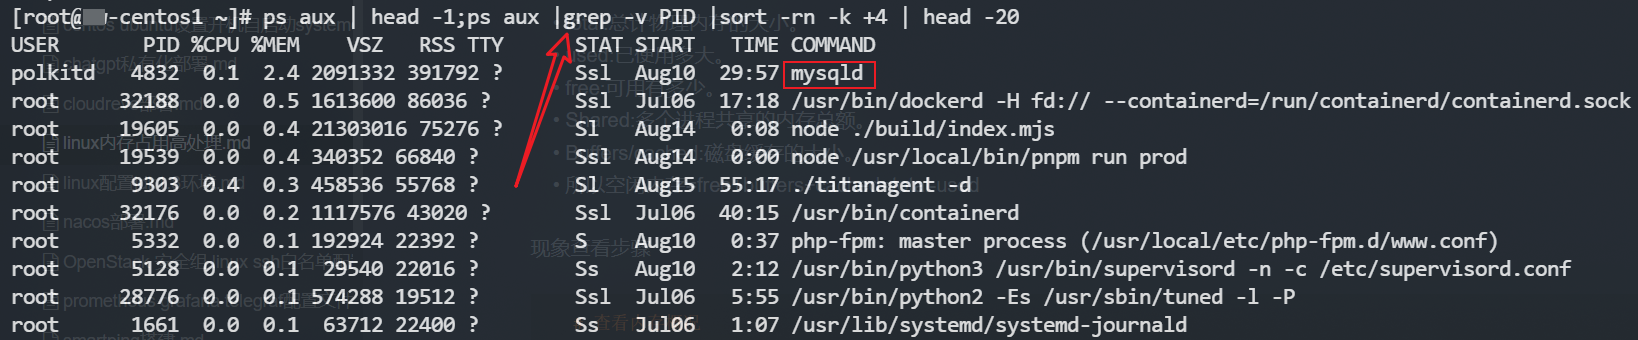 [root@ -centos1 ~]# ps aux | head -1;ps aux |grep -v PID |sort -rn -k +4 | head -20
USER PID %CPU %MEM VSZ RSS TTY STAT START TIME COMMAND
polkitd 4832 0.1 2.4 2091332 391792 ? Ssl Aug10 29:57 mysqld
root 32188 0.0 0.5 1613600 86036 ? Ssl Jul06 17:18 /usr/bin/dockerd -H fd:// --containerd=/run/containerd/containerd.sock
root 19605 0.0 0.4 21303016 75276 ? Sl Aug14 0:08 node ./build/index.mjs
root 19539 0.0 0.4 340352 66840 ? Ssl Aug14 0:00 node /usr/local/bin/pnpm run prod
root 9303 0.4 0.3 458536 55768 ? Sl Aug15 55:17 ./titanagent -d
root 32176 0.0 0.2 1117576 43020 ? Ssl Jul06 40:15 /usr/bin/containerd
root 5332 0.0 0.1 192924 22392 ? S Aug10 0:37 php-fpm: master process (/usr/local/etc/php-fpm.d/www.conf)
root 5128 0.0 0.1 29540 22016 ? Ss Aug10 2:12 /usr/bin/python3 /usr/bin/supervisord -n -c /etc/supervisord.conf
root 28776 0.0 0.1 574288 19512 ? Ssl Jul06 5:55 /usr/bin/python2 -Es /usr/sbin/tuned -l -P
root 1661 0.0 0.1 63712 22400 ? Ss Jul06 1:07 /usr/lib/systemd/systemd-journald